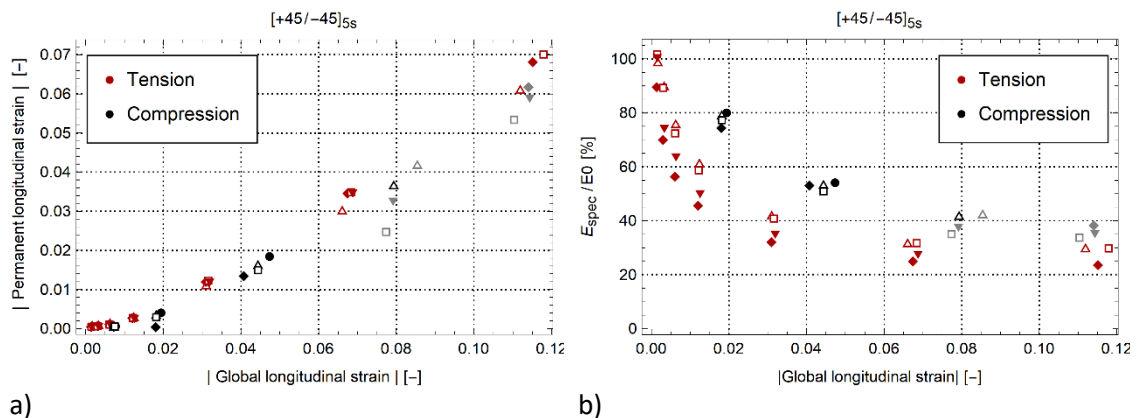 [+45/−45]5s
| Permanent longitudinal strain | [−]
0.07
0.06
0.05
0.04
0.03
0.02
0.01
0.00
Tension
Compression
0.00 0.02 0.04 0.06 0.08 0.10 0.12
| Global longitudinal strain | [−]
a)
[+45/−45]5s
Espec / E0 [%]
100
80
60
40
20
0
Tension
Compression
0.00 0.02 0.04 0.06 0.08 0.10 0.12
|Global longitudinal strain| [−]
b)